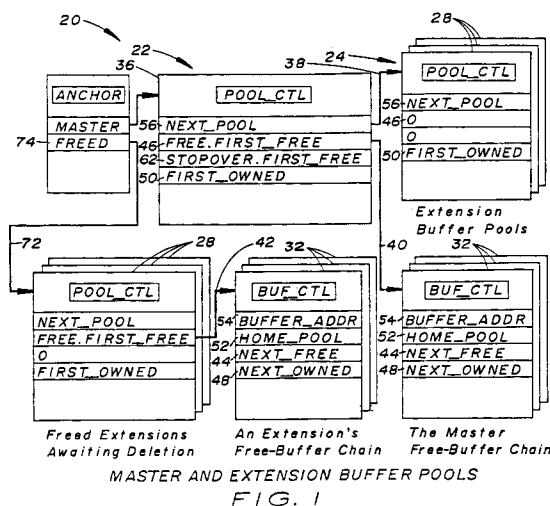 20
22
36
38
24
28
ANCHOR
MASTER
74 FREED
POOL_CTL
56 NEXT_POOL
46 FREE.FIRST_FREE
62 STOPOVER.FIRST_FREE
50 FIRST_OWNED
POOL_CTL
56 NEXT_POOL
46 0
0
50 FIRST_OWNED
Extension
Buffer Pools
72
28
42
32
40
32
POOL_CTL
NEXT_POOL
FREE.FIRST_FREE
0
FIRST_OWNED
Freed Extensions
Awaiting Deletion
BUF_CTL
54 BUFFER_ADDR
52 HOME_POOL
44 NEXT_FREE
48 NEXT_OWNED
An Extension's
Free-Buffer Chain
BUF_CTL
54 BUFFER_ADDR
52 HOME_POOL
44 NEXT_FREE
48 NEXT_OWNED
The Master
Free-Buffer Chain
MASTER AND EXTENSION BUFFER POOLS
FIG. 1